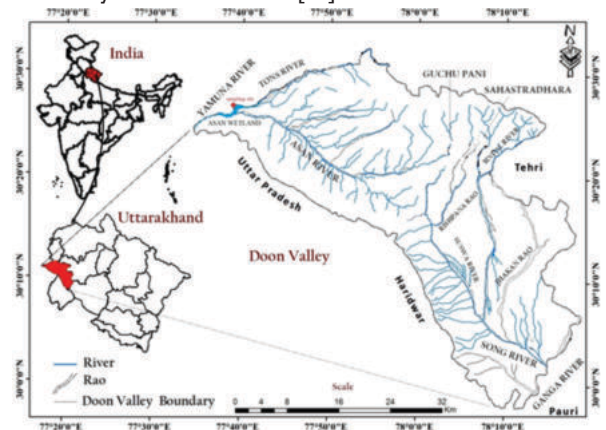 77°20'0"E 77°30'0"E 77°40'0"E 77°50'0"E 78°0'0"E 78°10'0"E
N
India
YAMUNA RIVER
TONS RIVER
GUCHU PANI
SAHASTRADHARA
ASAN WETLAND
ASAN RIVER
Tehri
Uttar Pradesh
RISHPANA RAO
Uttarakhand
Doon Valley
SUSWA RIVER
JHAKAN RAO
Haridwar
SONG RIVER
GANGA RIVER
Pauri
River
Rao
Doon Valley Boundary
Scale
0 4 8 16 24 32
Km
30°30'0"N
30°20'0"N
30°10'0"N
30°0'0"N
77°20'0"E 77°30'0"E 77°40'0"E 77°50'0"E 78°0'0"E 78°10'0"E